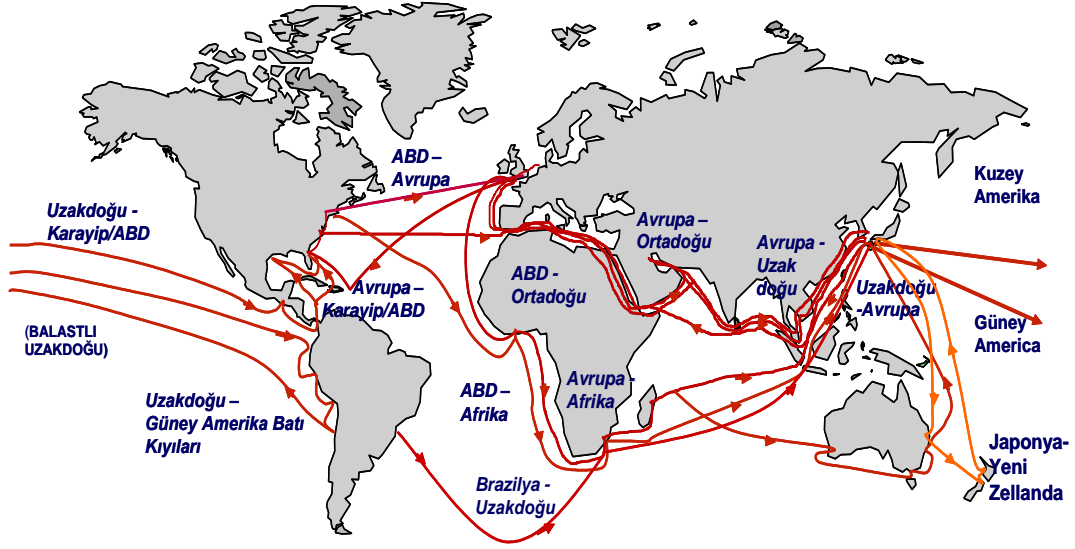 ABD –
Avrupa
Kuzey
Amerika
Uzakdoğu -
Karayip/ABD
Avrupa –
Ortadoğu
Avrupa -
Uzak
doğu
ABD -
Ortadoğu
Avrupa –
Karayip/ABD
Uzakdoğu
-Avrupa
(BALASTLI
UZAKDOĞU)
Güney
America
Uzakdoğu –
Güney Amerika Batı
Kıyıları
ABD –
Afrika
Avrupa -
Afrika
Japonya-
Yeni
Zellanda
Brazilya -
Uzakdoğu